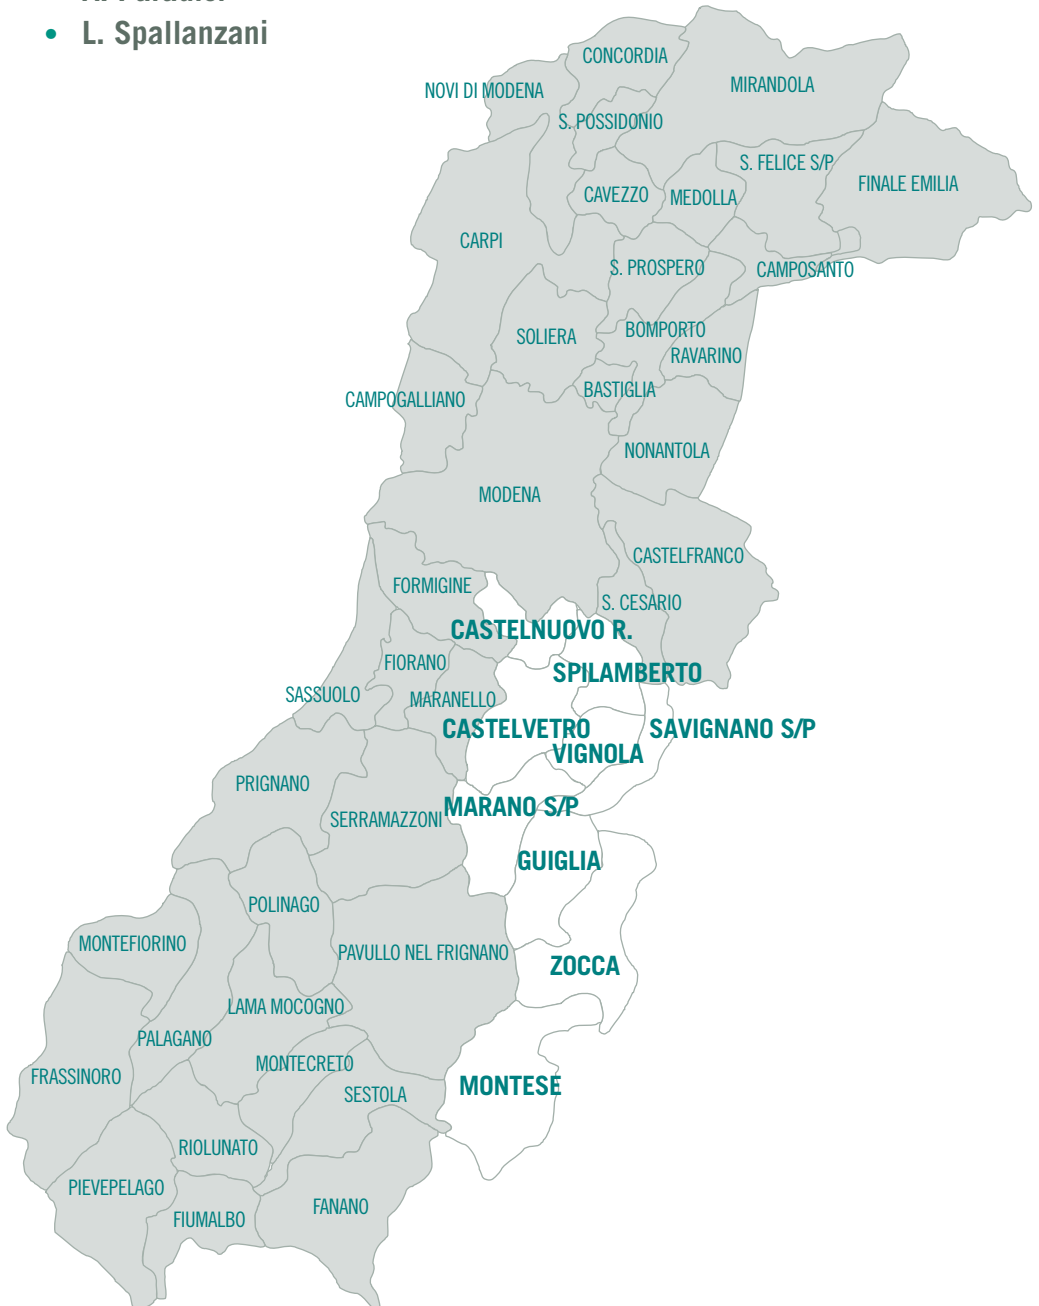 • L. Spallanzani
CONCORDIA
MIRANDOLA
NOVI DI MODENA
S. POSSIDONIO
S. FELICE S/P
FINALE EMILIA
CAVEZZO
MEDOLLA
CARPI
S. PROSPERO
CAMPOSANTO
SOLIERA
BOMPORTO
RAVARINO
BASTIGLIA
CAMPOGALLIANO
NONANTOLA
MODENA
CASTELFRANCO
FORMIGINE
S. CESARIO
CASTELNUOVO R.
FIORANO
SPILAMBERTO
SASSUOLO
MARANELLO
CASTELVETRO
SAVIGNANO S/P
VIGNOLA
PRIGNANO
MARANO S/P
SERRAMAZZONI
GUIGLIA
POLINAGO
MONTEFIORINO
PAVULLO NEL FRIGNANO
ZOCCA
LAMA MOCOGNO
PALAGANO
MONTECRETO
FRASSINORO
MONTESE
SESTOLA
RIOLUNATO
PIEVEPELAGO
FANANO
FIUMALBO